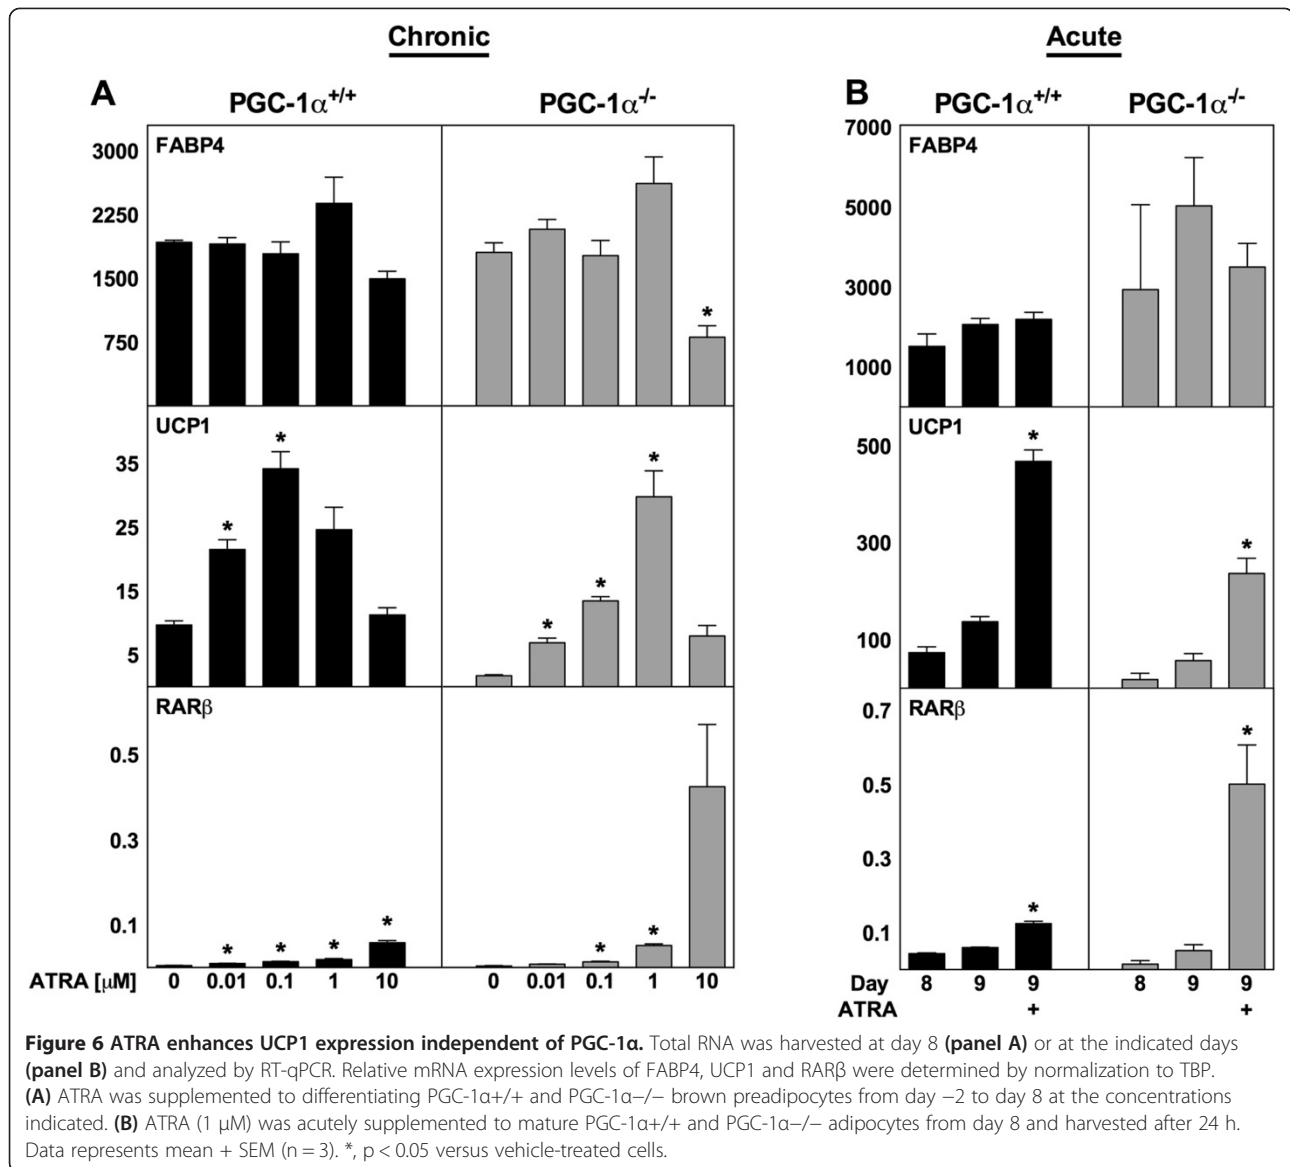 Chronic
Acute
A
PGC-1α+/+
PGC-1α-/-
B
PGC-1α+/+
PGC-1α-/-
FABP4
3000
2250
1500
750
*
UCP1
35
25
15
5
* *
* * *
RARβ
0.5
0.3
0.1
* * * *
* *
ATRA [μM] 0 0.01 0.1 1 10 0 0.01 0.1 1 10
7000
FABP4
5000
3000
1000
UCP1
500
300
100
*
*
RARβ
0.7
0.5
0.3
0.1
*
*
Day 8 9 9 8 9 9
ATRA + +
Figure 6 ATRA enhances UCP1 expression independent of PGC-1α. Total RNA was harvested at day 8 (panel A) or at the indicated days
(panel B) and analyzed by RT-qPCR. Relative mRNA expression levels of FABP4, UCP1 and RARβ were determined by normalization to TBP.
(A) ATRA was supplemented to differentiating PGC-1α+/+ and PGC-1α−/− brown preadipocytes from day −2 to day 8 at the concentrations
indicated. (B) ATRA (1 μM) was acutely supplemented to mature PGC-1α+/+ and PGC-1α−/− adipocytes from day 8 and harvested after 24 h.
Data represents mean + SEM (n = 3). *, p < 0.05 versus vehicle-treated cells.